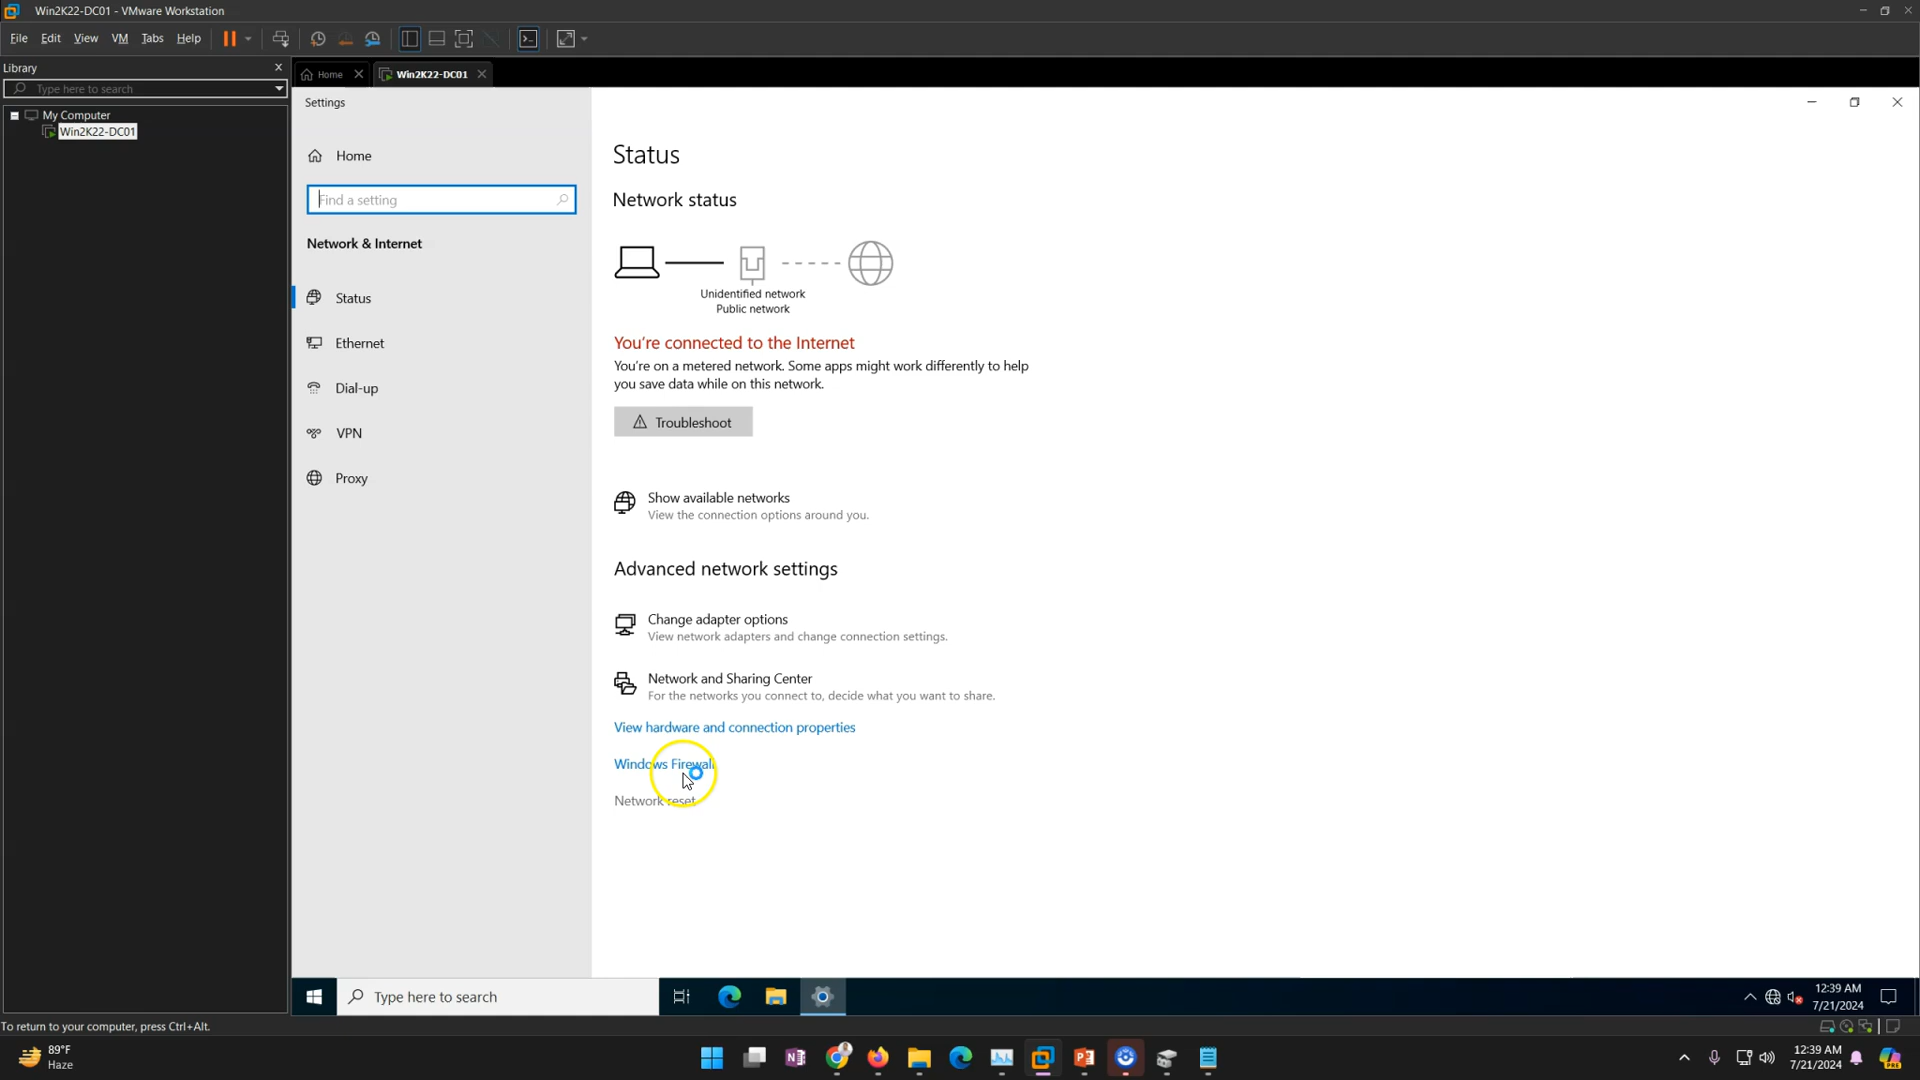 Win2K22-DC01 - VMware Workstation
File Edit View VM Tabs Help
Library
Type here to search
My Computer
Win2K22-DC01
Home
Win2K22-DC01
Settings
Home
Find a setting
Network & Internet
Status
Ethernet
Dial-up
VPN
Proxy
Status
Network status
Unidentified network
Public network
You're connected to the Internet
You're on a metered network. Some apps might work differently to help
you save data while on this network.
Troubleshoot
Show available networks
View the connection options around you.
Advanced network settings
Change adapter options
View network adapters and change connection settings.
Network and Sharing Center
For the networks you connect to, decide what you want to share.
View hardware and connection properties
Windows Firewall
Network reset
Type here to search
12:39 AM
7/21/2024
To return to your computer, press Ctrl+Alt.
89°F
Haze
12:39 AM
7/21/2024